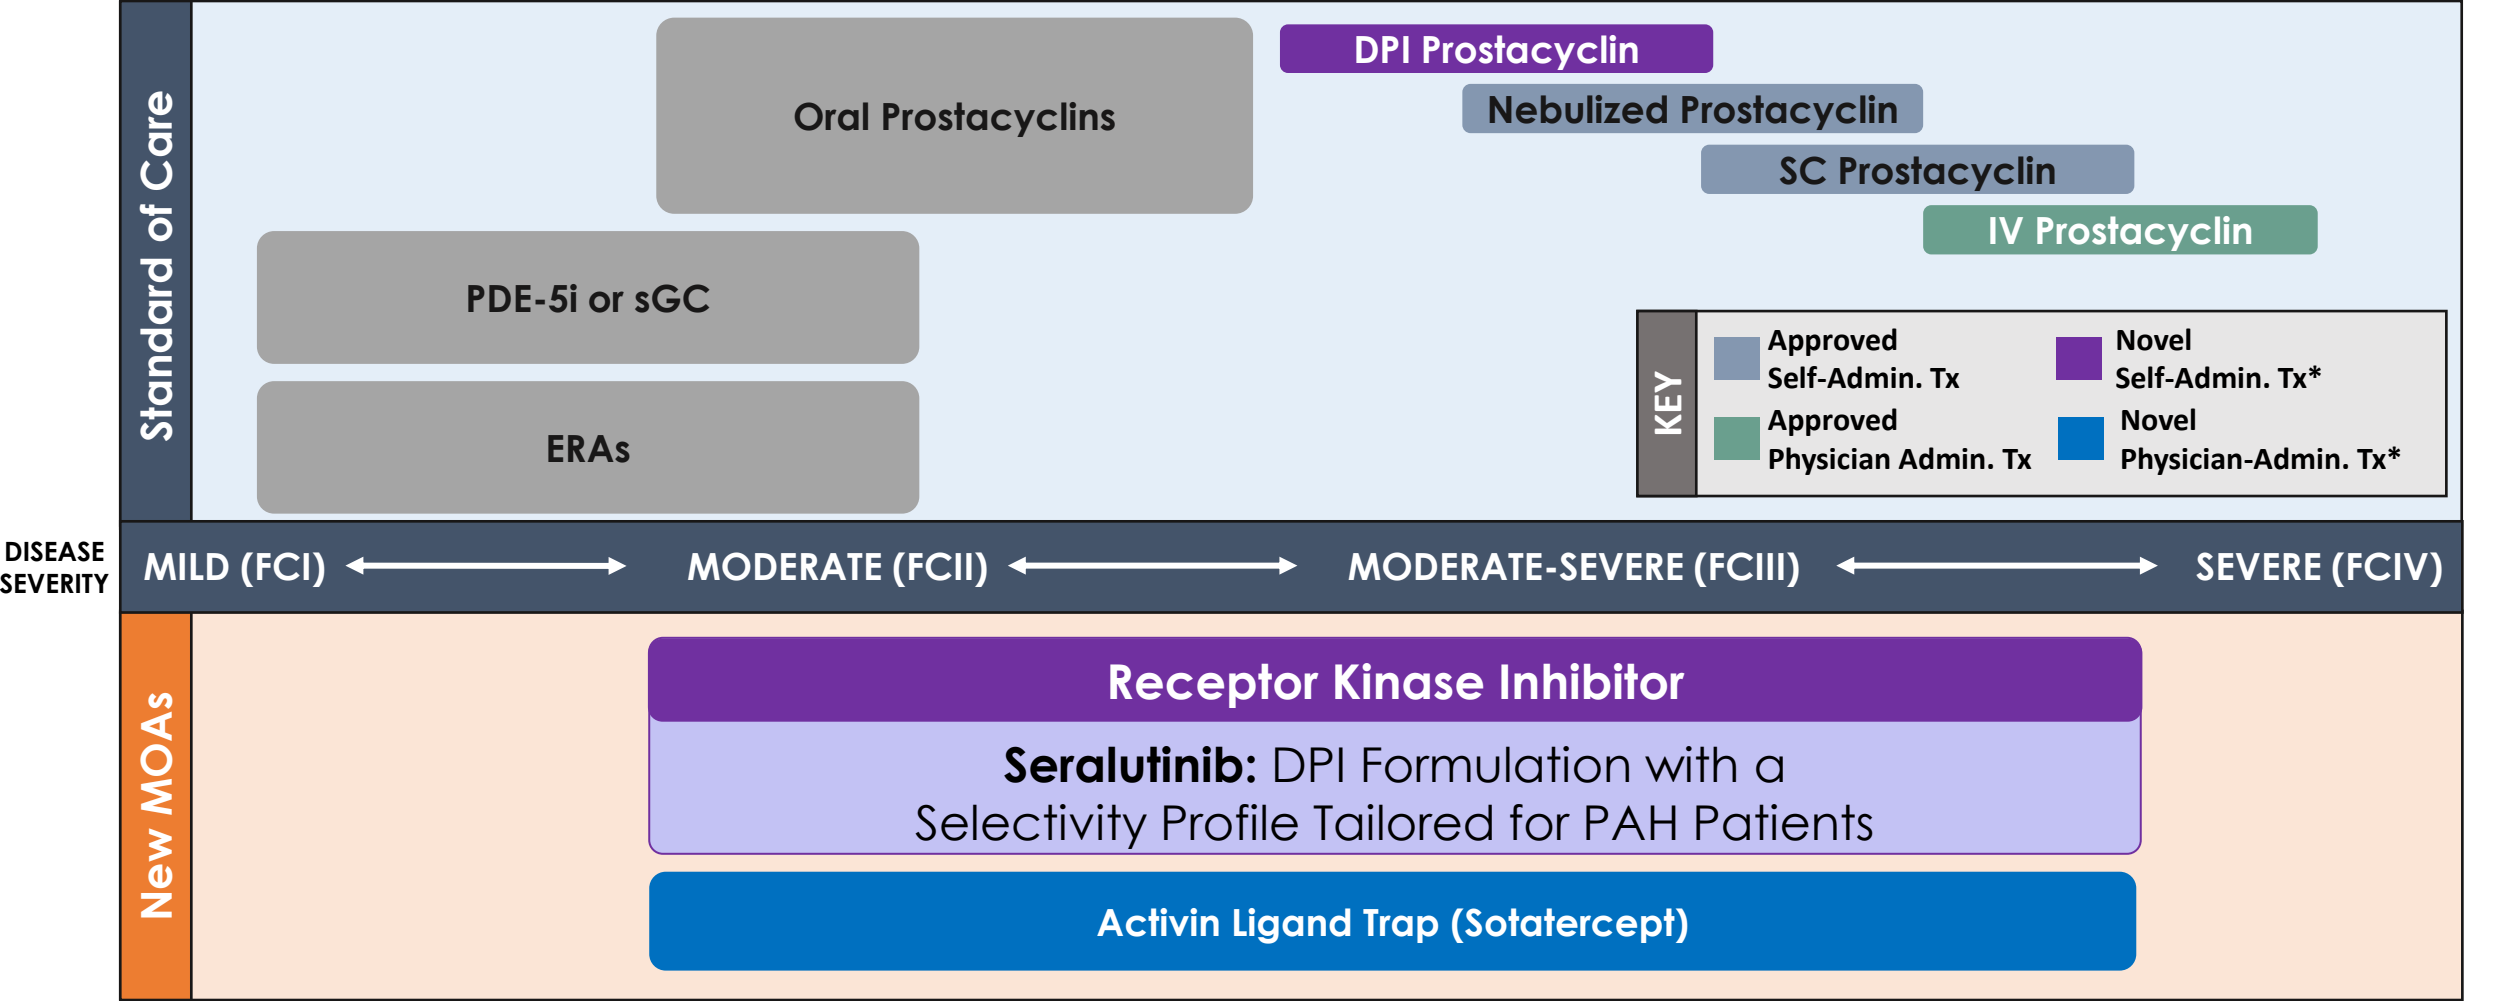 Standard of Care
Oral Prostacyclins
DPI Prostacyclin
Nebulized Prostacyclin
SC Prostacyclin
IV Prostacyclin
PDE-5i or sGC
ERAs
KEY
Approved
Self-Admin. Tx
Novel
Self-Admin. Tx*
Approved
Physician Admin. Tx
Novel
Physician-Admin. Tx*
DISEASE
SEVERITY
MILD (FCI)
MODERATE (FCII)
MODERATE-SEVERE (FCIII)
SEVERE (FCIV)
New MOAs
Receptor Kinase Inhibitor
Seralutinib: DPI Formulation with a
Selectivity Profile Tailored for PAH Patients
Activin Ligand Trap (Sotatercept)